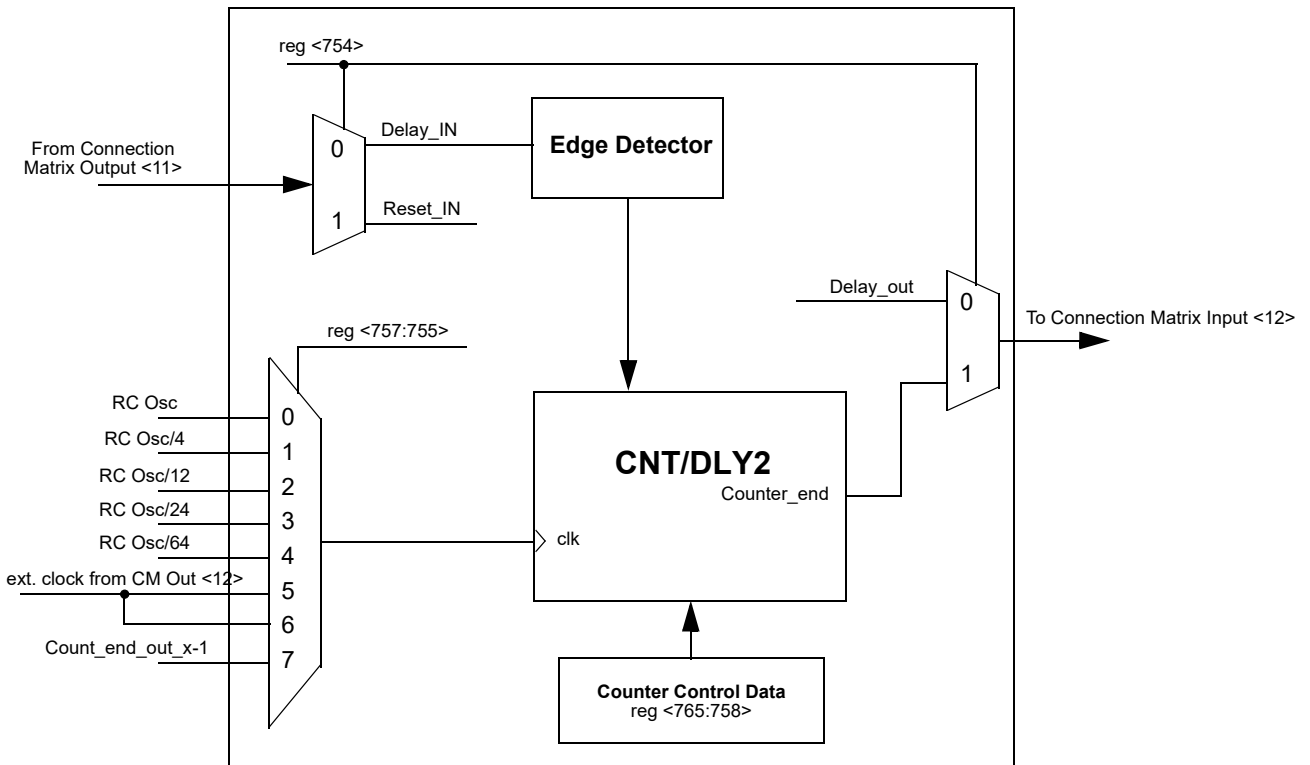 reg <754>
From Connection
Matrix Output <11>
0
1
Delay_IN
Reset_IN
Edge Detector
Delay_out
0
1
To Connection Matrix Input <12>
reg <757:755>
RC Osc
RC Osc/4
RC Osc/12
RC Osc/24
RC Osc/64
ext. clock from CM Out <12>
Count_end_out_x-1
0
1
2
3
4
5
6
7
CNT/DLY2
Counter_end
clk
Counter Control Data
reg <765:758>